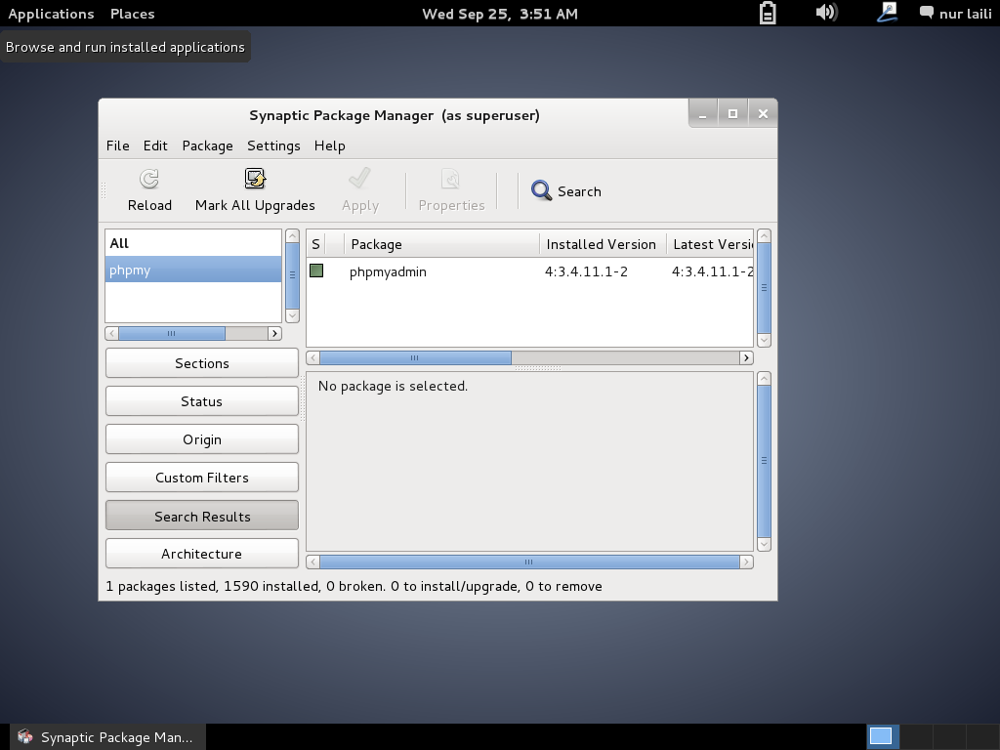 Applications Places Wed Sep 25, 3:51 AM nur laili
Browse and run installed applications
Synaptic Package Manager (as superuser)
File Edit Package Settings Help
Reload Mark All Upgrades Apply Properties Search
All
phpmy
S Package Installed Version Latest Versi
phpmyadmin 4:3.4.11.1-2 4:3.4.11.1-2
Sections
Status
Origin
Custom Filters
Search Results
Architecture
No package is selected.
1 packages listed, 1590 installed, 0 broken. 0 to install/upgrade, 0 to remove
Synaptic Package Man...